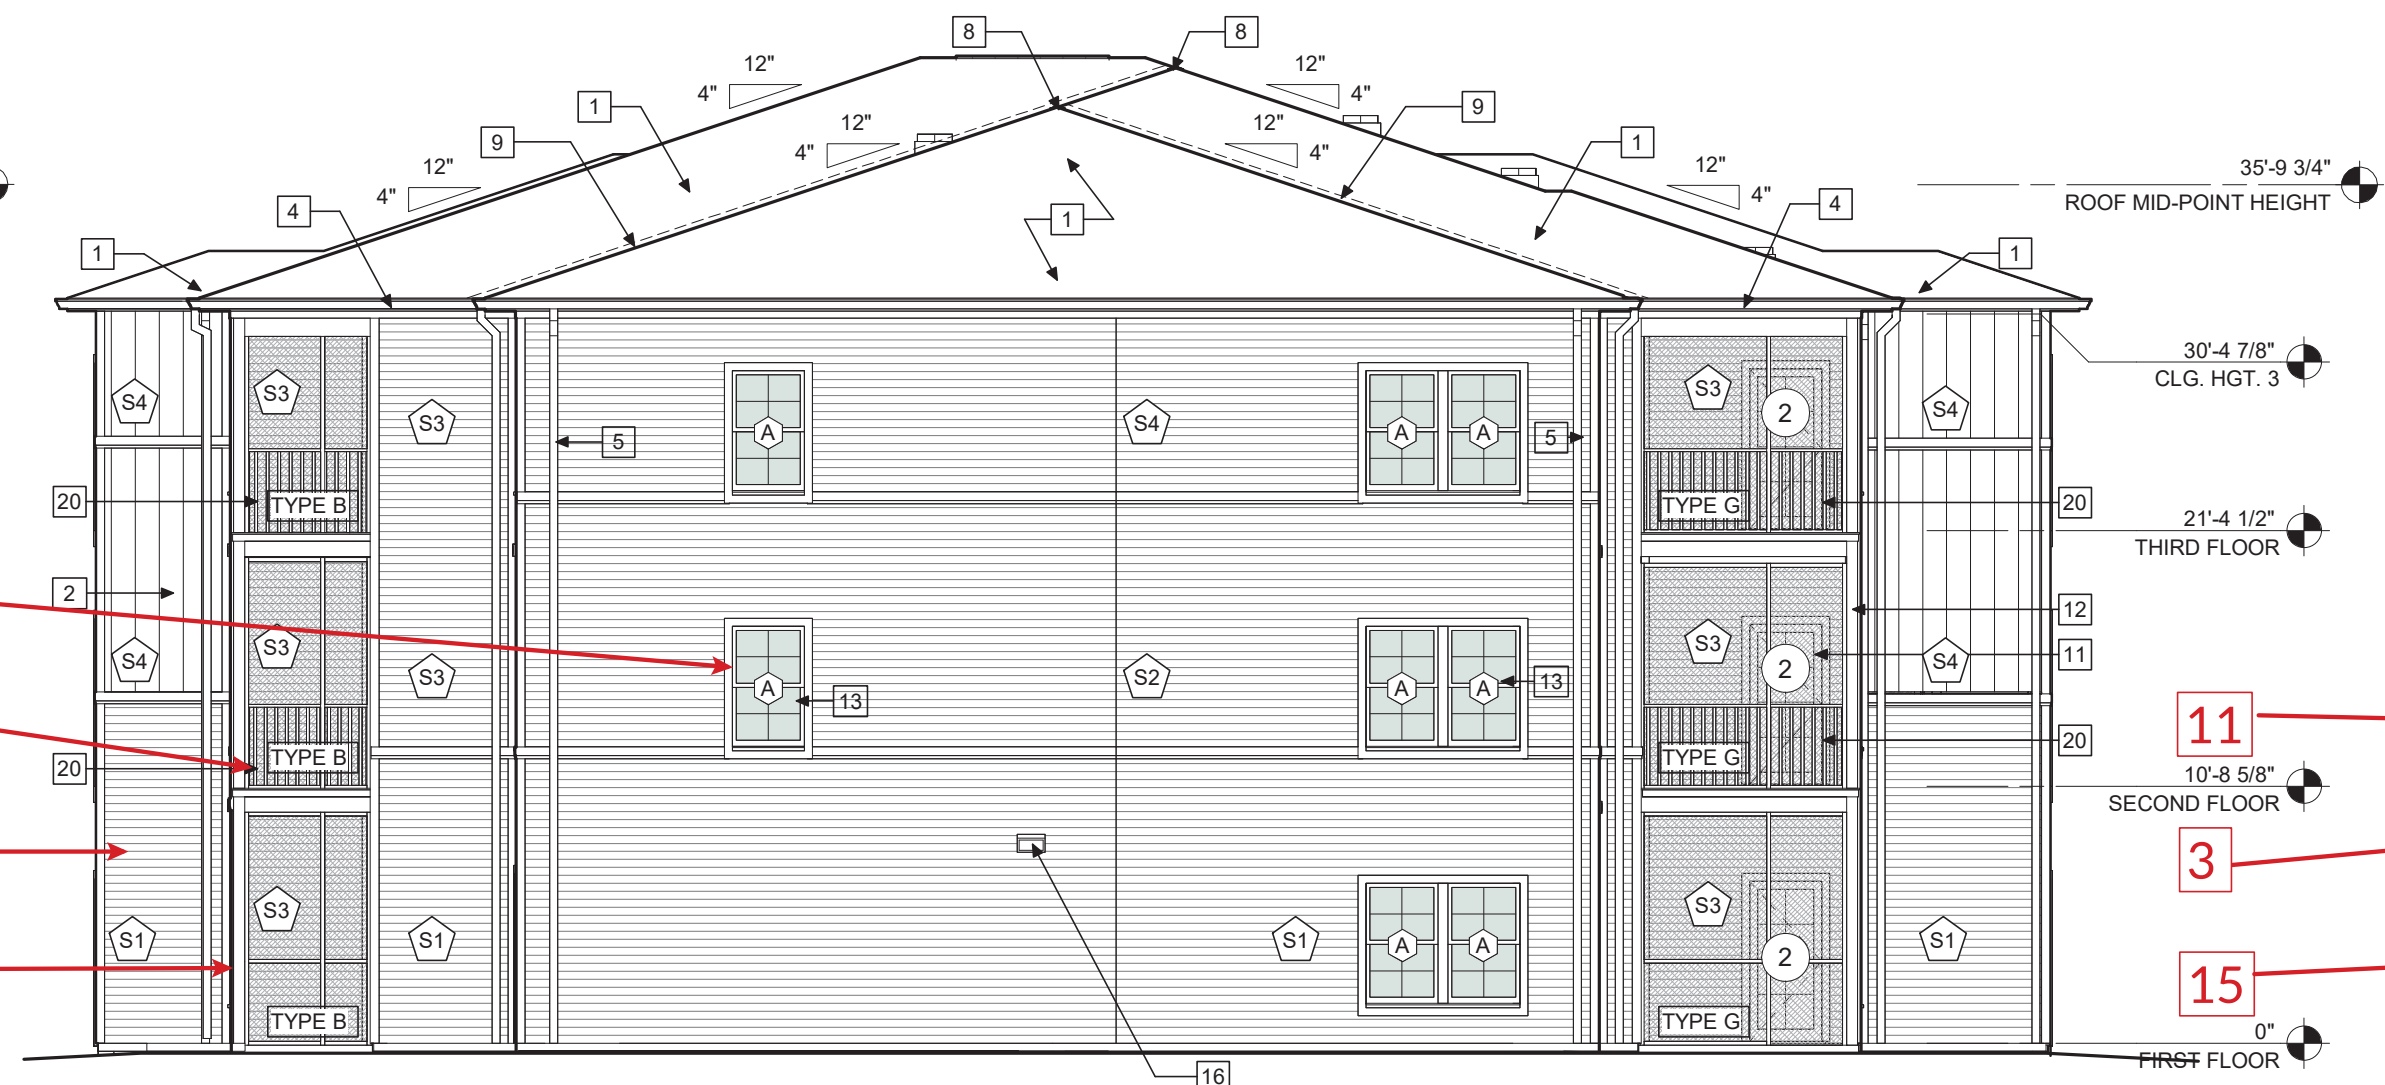 8
8
12"
4"
12"
4"
1
9
12"
4"
12"
4"
9
1
12"
4"
12"
4"
35'-9 3/4"
ROOF MID-POINT HEIGHT
4
4
1
1
1
30'-4 7/8"
CLG. HGT. 3
S4
S3
S3
5
A
S4
A
A
5
S3
2
S4
20
TYPE B
TYPE G
20
21'-4 1/2"
THIRD FLOOR
2
12
S4
S3
S3
A
13
S2
A
A
13
S3
2
11
S4
11
20
TYPE B
TYPE G
20
10'-8 5/8"
SECOND FLOOR
3
S1
S3
S1
S1
A
A
S3
2
S1
15
TYPE B
TYPE G
0"
FIRST FLOOR
16